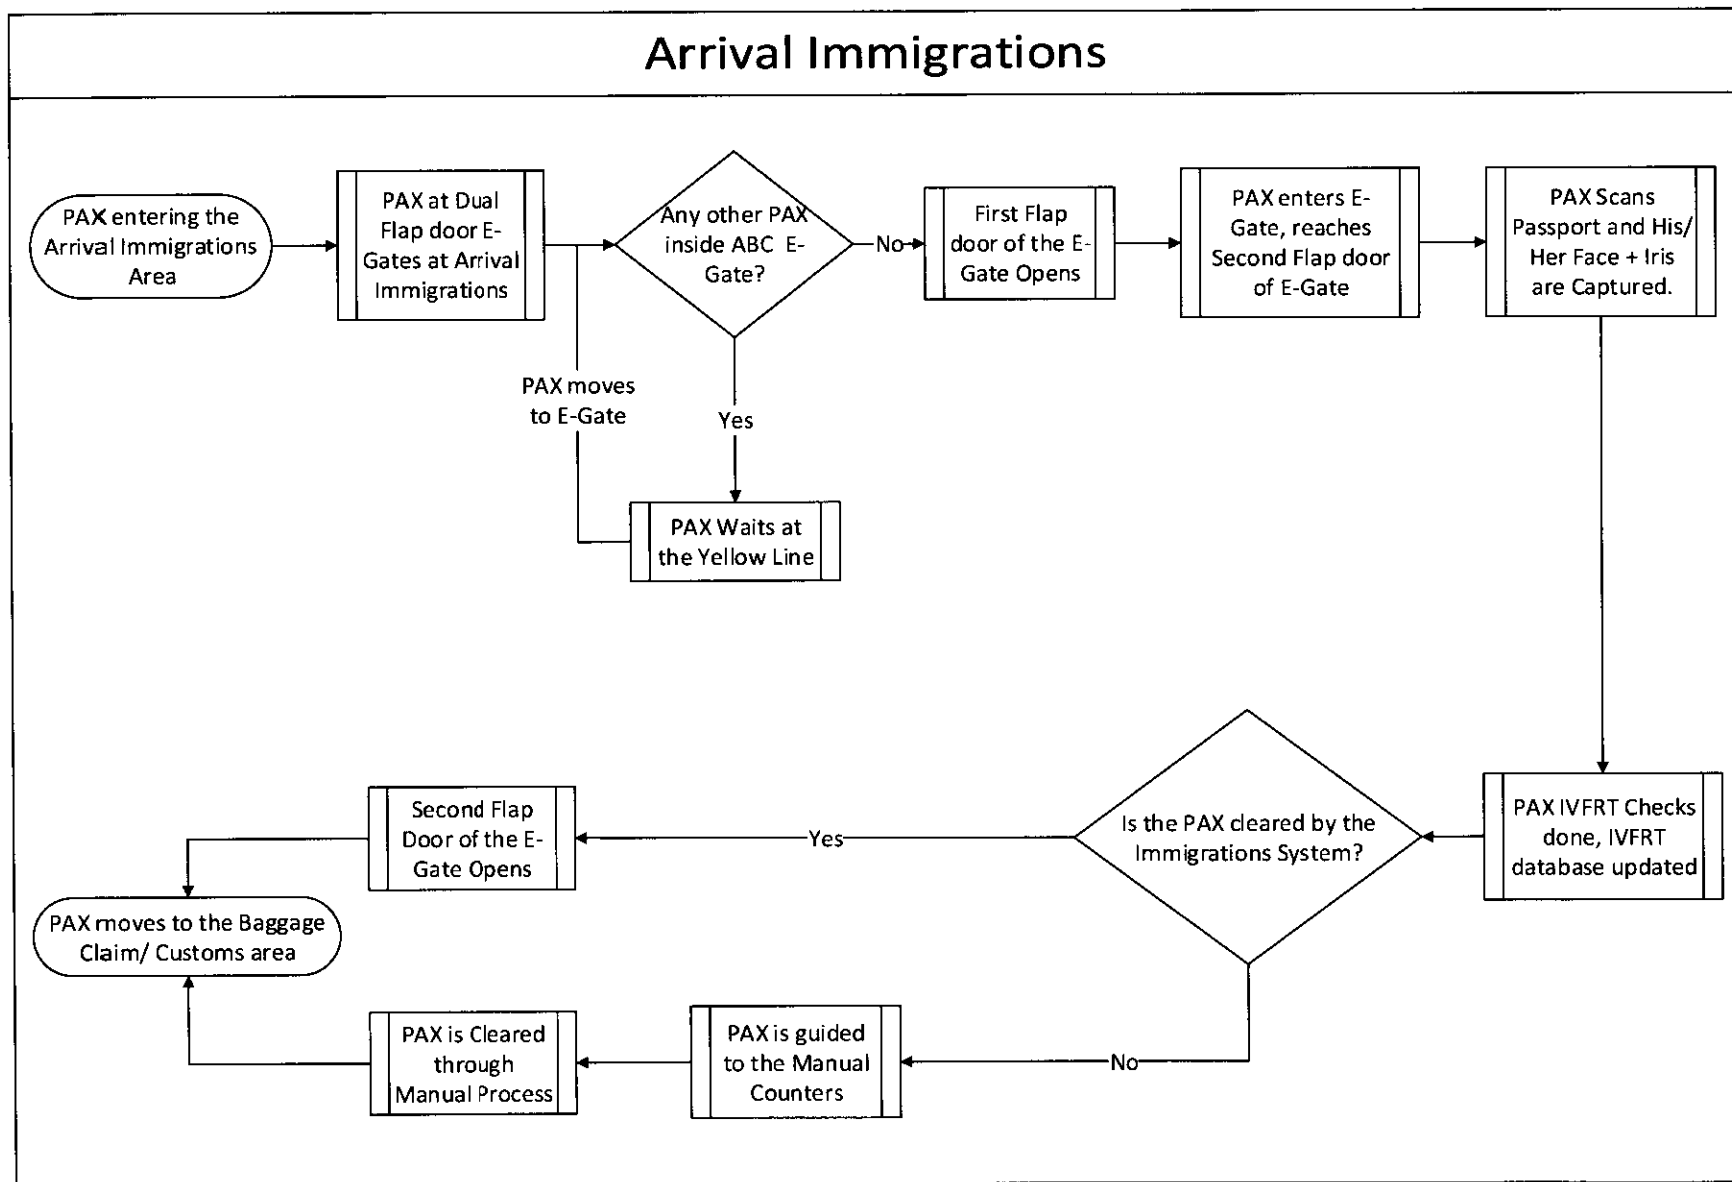 Arrival Immigrations
PAX entering the
Arrival Immigrations
Area
PAX at Dual
Flap door E-
Gates at Arrival
Immigrations
Any other PAX
inside ABC E-
Gate?
No
First Flap
door of the E-
Gate Opens
PAX enters E-
Gate, reaches
Second Flap door
of E-Gate
PAX Scans
Passport and His/
Her Face + Iris
are Captured.
PAX moves
to E-Gate
Yes
PAX Waits at
the Yellow Line
PAX IVFRT Checks
done, IVFRT
database updated
Is the PAX cleared by the
Immigrations System?
Yes
Second Flap
Door of the E-
Gate Opens
PAX moves to the Baggage
Claim/ Customs area
No
PAX is guided
to the Manual
Counters
PAX is Cleared
through
Manual Process